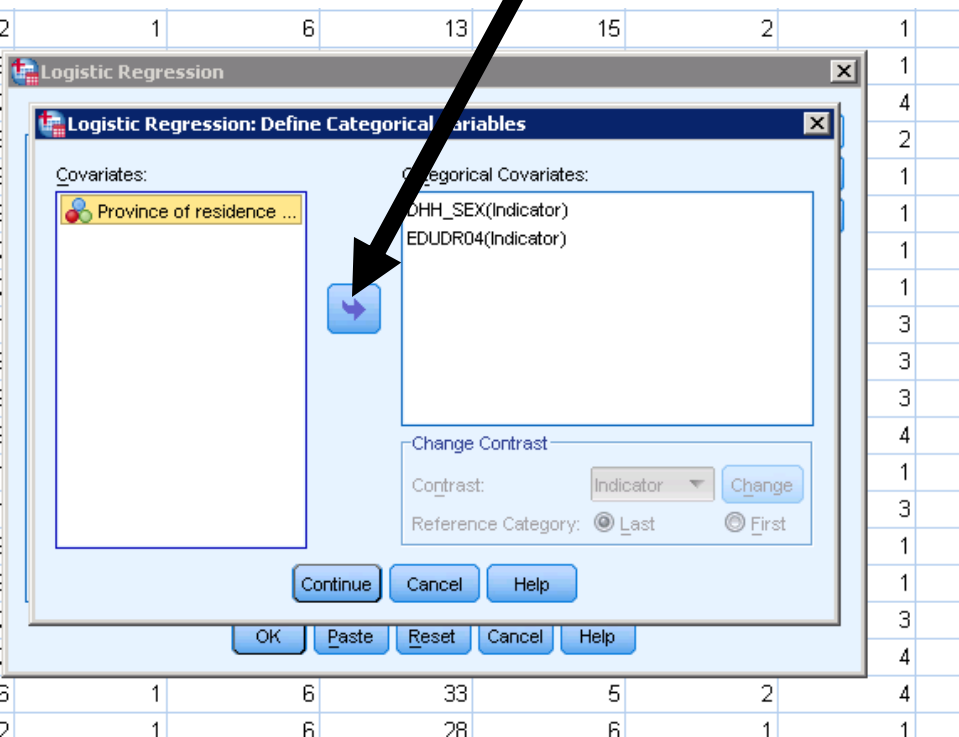 2 1 6 13 15 2 1
Logistic Regression
1
4
Logistic Regression: Define Categorical Variables
2
Covariates: Categorical Covariates:
1
Province of residence ... DHH_SEX(Indicator)
1
EDUDR04(Indicator)
1
1
3
3
3
Change Contrast
4
Contrast: Indicator Change
1
Reference Category: Last First
3
1
Continue Cancel Help
1
OK Paste Reset Cancel Help
3
4
6 1 6 33 5 2 4
2 1 6 28 6 1 1